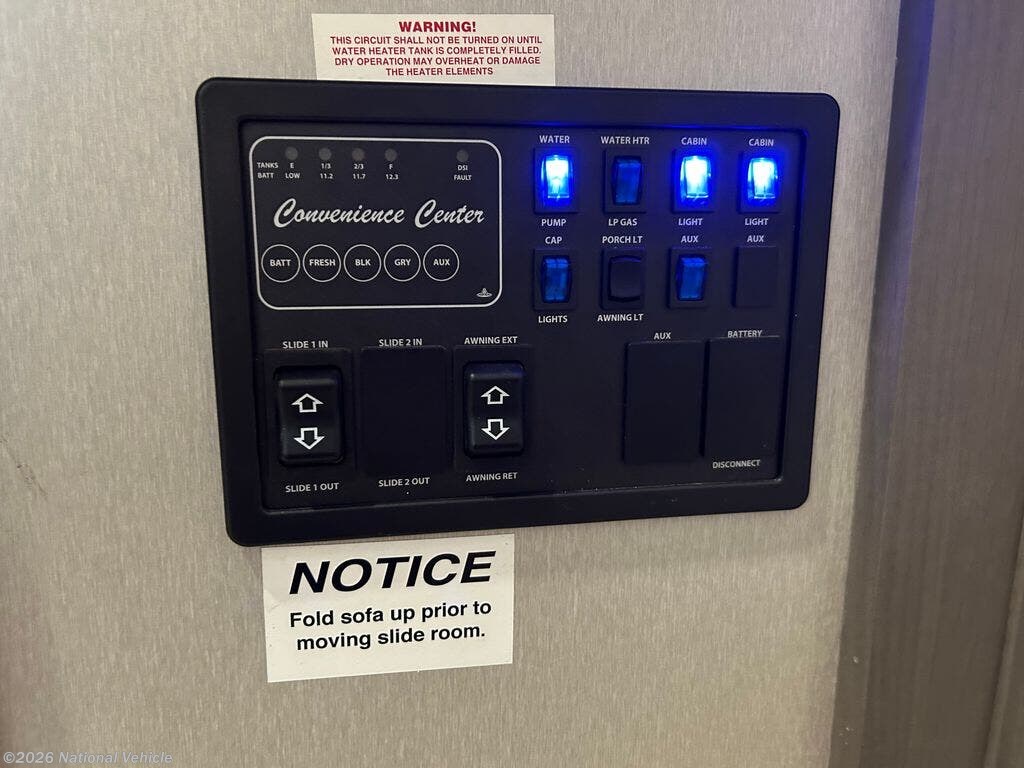 WARNING!
THIS CIRCUIT SHALL NOT BE TURNED ON UNTIL
WATER HEATER TANK IS COMPLETELY FILLED.
DRY OPERATION MAY OVERHEAT OR DAMAGE
THE HEATER ELEMENTS
TANKS E 1/3 2/3 F DSI
BATT LOW 11.2 11.7 12.3 FAULT
Convenience Center
BATT FRESH BLK GRY AUX
WATER WATER HTR CABIN CABIN
PUMP LP GAS LIGHT LIGHT
CAP PORCH LT AUX AUX
LIGHTS AWNING LT
SLIDE 1 IN SLIDE 2 IN AWNING EXT AUX BATTERY
SLIDE 1 OUT SLIDE 2 OUT AWNING RET DISCONNECT
NOTICE
Fold sofa up prior to
moving slide room.
©2026 National Vehicle